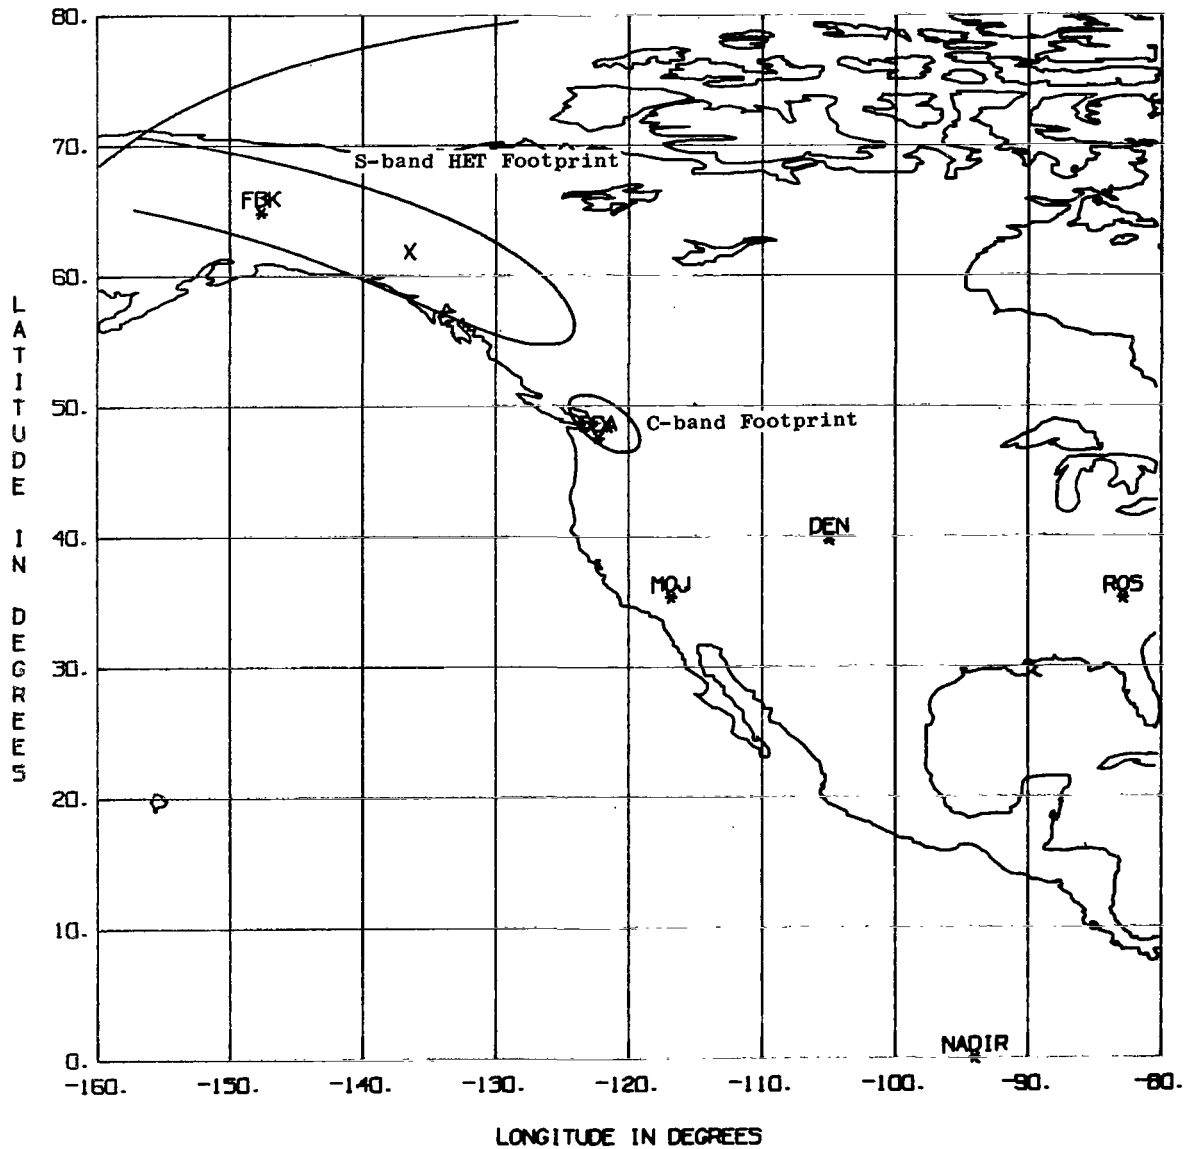 80.
70.
S-band HET Footprint
FBK
X
60.
50.
C-band Footprint
DEN
40.
MOJ
ROS
30.
20.
10.
NADIR
0.
-160. -150. -140. -130. -120. -110. -100. -90. -80.
LONGITUDE IN DEGREES
LATITUDE IN DEGREES